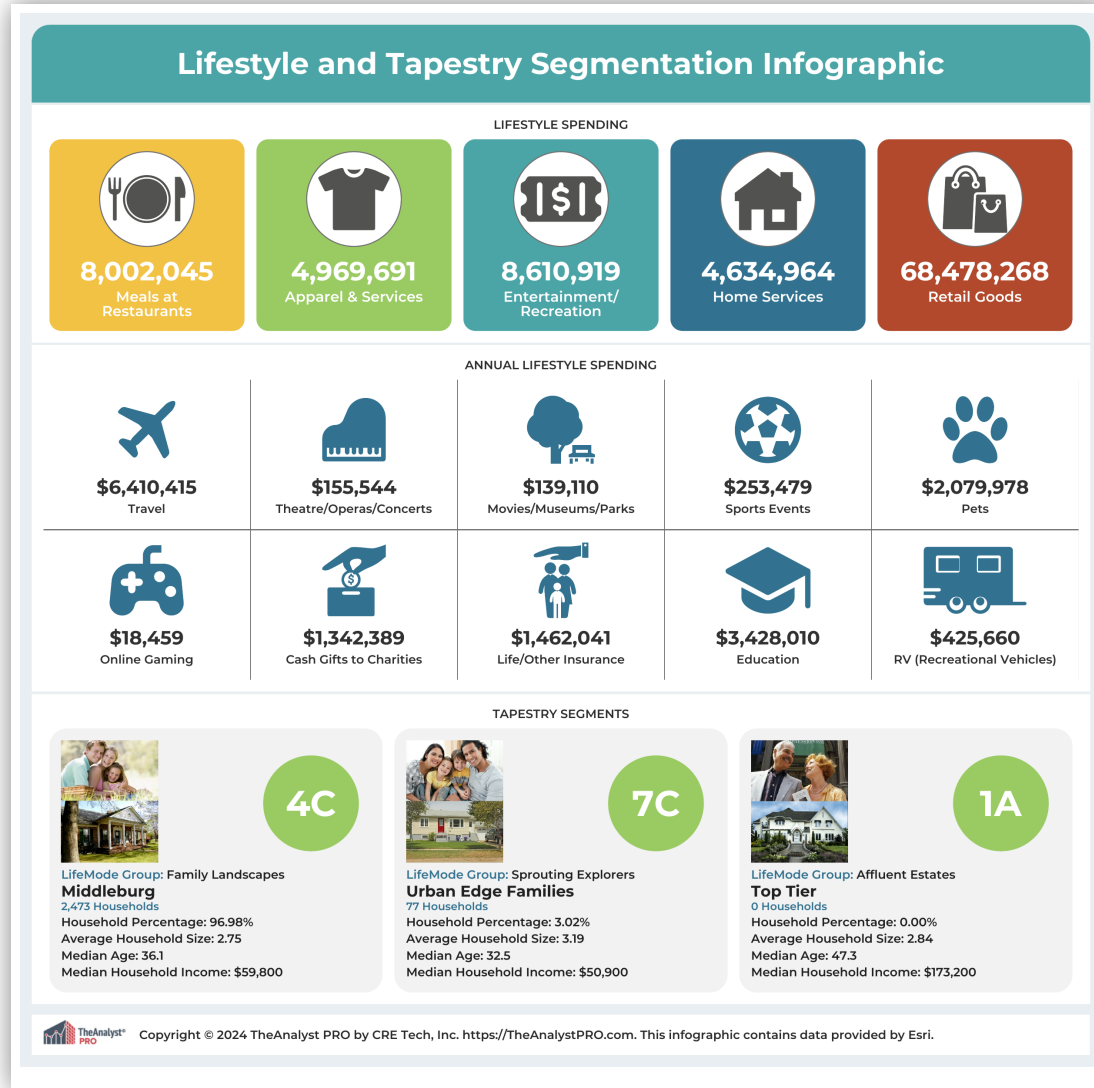 Lifestyle and Tapestry Segmentation Infographic
LIFESTYLE SPENDING
8,002,045
Meals at
Restaurants
4,969,691
Apparel & Services
8,610,919
Entertainment/
Recreation
4,634,964
Home Services
68,478,268
Retail Goods
ANNUAL LIFESTYLE SPENDING
$6,410,415
Travel
$155,544
Theatre/Operas/Concerts
$139,110
Movies/Museums/Parks
$253,479
Sports Events
$2,079,978
Pets
$18,459
Online Gaming
$1,342,389
Cash Gifts to Charities
$1,462,041
Life/Other Insurance
$3,428,010
Education
$425,660
RV (Recreational Vehicles)
TAPESTRY SEGMENTS
4C
LifeMode Group: Family Landscapes
Middleburg
2,473 Households
Household Percentage: 96.98%
Average Household Size: 2.75
Median Age: 36.1
Median Household Income: $59,800
7C
LifeMode Group: Sprouting Explorers
Urban Edge Families
77 Households
Household Percentage: 3.02%
Average Household Size: 3.19
Median Age: 32.5
Median Household Income: $50,900
1A
LifeMode Group: Affluent Estates
Top Tier
0 Households
Household Percentage: 0.00%
Average Household Size: 2.84
Median Age: 47.3
Median Household Income: $173,200
TheAnalyst®
PRO
Copyright © 2024 TheAnalyst PRO by CRE Tech, Inc. https://TheAnalystPRO.com. This infographic contains data provided by Esri.